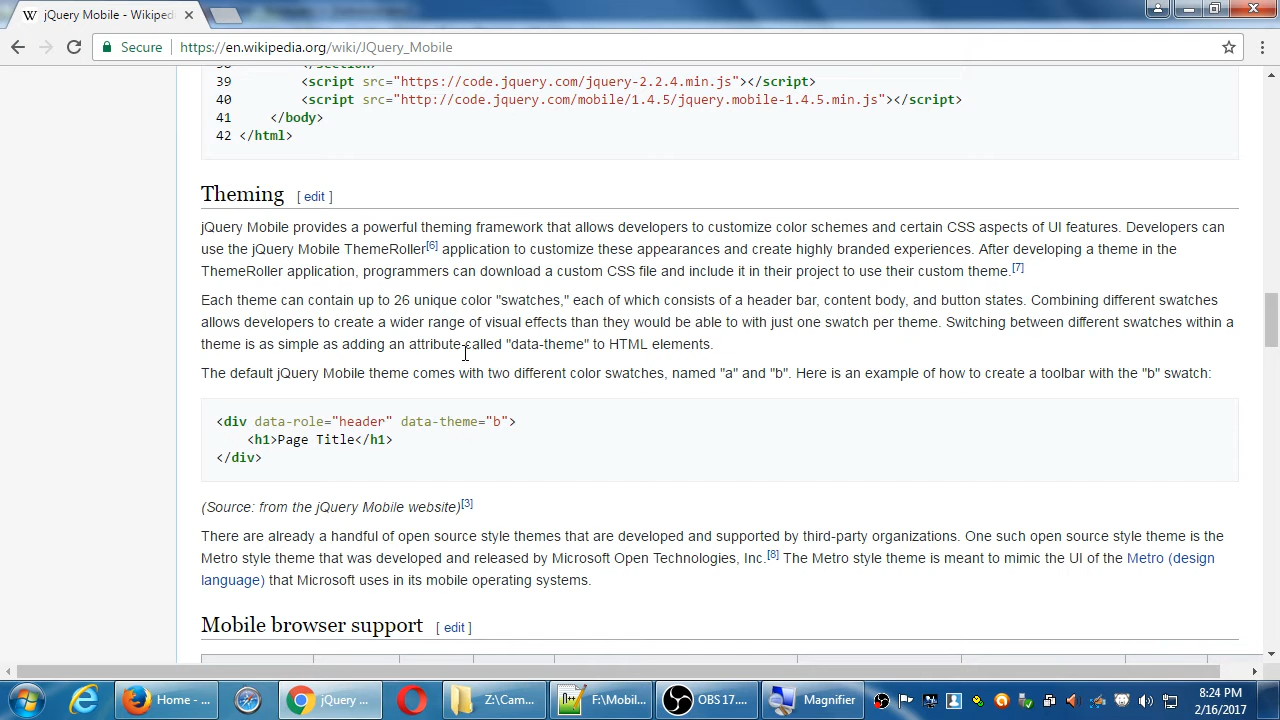 jQuery Mobile - Wikiped
Secure https://en.wikipedia.org/wiki/JQuery_Mobile
38 </section>
39 <script src="https://code.jquery.com/jquery-2.2.4.min.js"></script>
40 <script src="http://code.jquery.com/mobile/1.4.5/jquery.mobile-1.4.5.min.js"></script>
41 </body>
42 </html>
Theming [ edit ]
jQuery Mobile provides a powerful theming framework that allows developers to customize color schemes and certain CSS aspects of UI features. Developers can
use the jQuery Mobile ThemeRoller[6] application to customize these appearances and create highly branded experiences. After developing a theme in the
ThemeRoller application, programmers can download a custom CSS file and include it in their project to use their custom theme.[7]
Each theme can contain up to 26 unique color "swatches," each of which consists of a header bar, content body, and button states. Combining different swatches
allows developers to create a wider range of visual effects than they would be able to with just one swatch per theme. Switching between different swatches within a
theme is as simple as adding an attribute called "data-theme" to HTML elements.
The default jQuery Mobile theme comes with two different color swatches, named "a" and "b". Here is an example of how to create a toolbar with the "b" swatch:
<div data-role="header" data-theme="b">
<h1>Page Title</h1>
</div>
(Source: from the jQuery Mobile website)[3]
There are already a handful of open source style themes that are developed and supported by third-party organizations. One such open source style theme is the
Metro style theme that was developed and released by Microsoft Open Technologies, Inc.[8] The Metro style theme is meant to mimic the UI of the Metro (design
language) that Microsoft uses in its mobile operating systems.
Mobile browser support [ edit ]
Home - ... jQuery ... Z:\Cam... F:\Mobil... OBS 17.... Magnifier
8:24 PM
2/16/2017